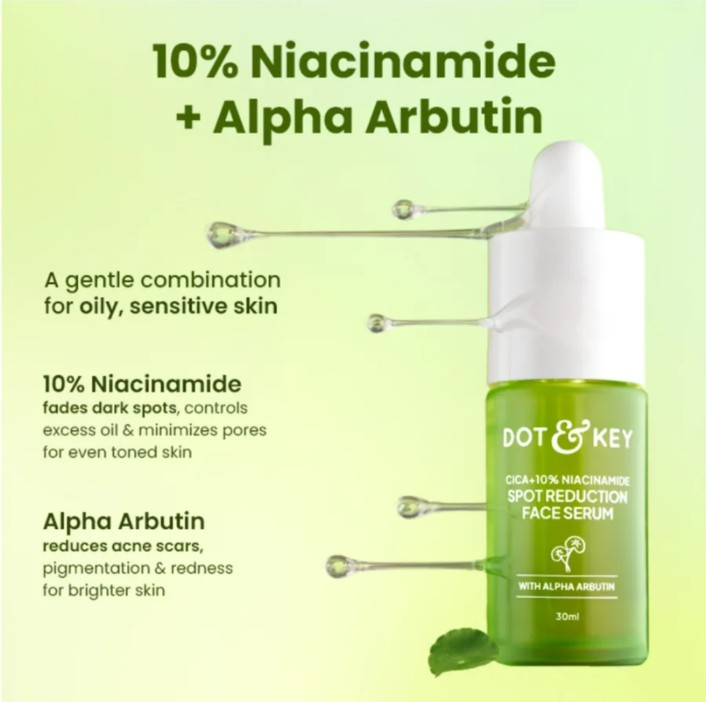 10% Niacinamide
+ Alpha Arbutin
A gentle combination
for oily, sensitive skin
10% Niacinamide
fades dark spots, controls
excess oil & minimizes pores
for even toned skin
Alpha Arbutin
reduces acne scars,
pigmentation & redness
for brighter skin
DOT & KEY
CICA+10% NIACINAMIDE
SPOT REDUCTION
FACE SERUM
WITH ALPHA ARBUTIN
30ml